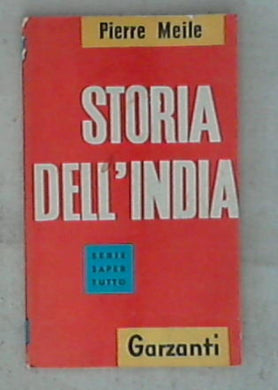 Pierre Meile
STORIA
DELL'INDIA
SERIE
SAPER
TUTTO
Garzanti